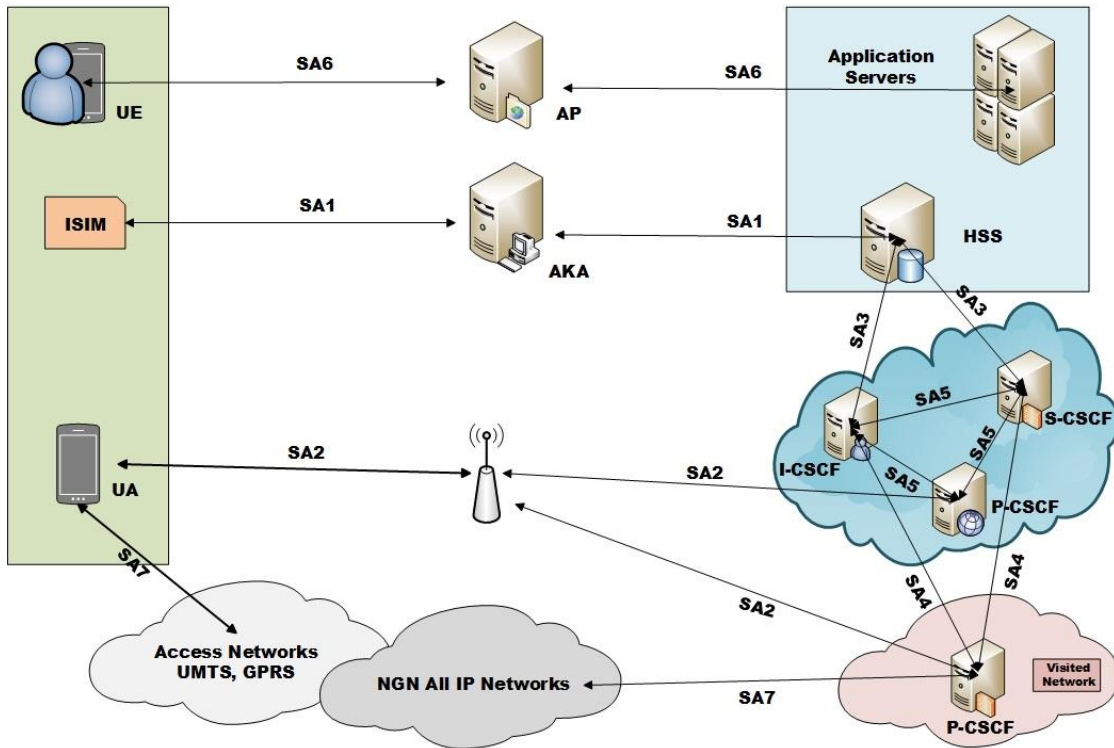 SA6
SA6
Application
Servers
UE
AP
ISIM
SA1
SA1
HSS
AKA
SA3
SA3
SA5
S-CSCF
SA2
SA2
I-CSCF
SA5
SA5
P-CSCF
UA
SA7
SA4
SA4
SA2
Access Networks
UMTS, GPRS
NGN All IP Networks
SA7
Visited
Network
P-CSCF